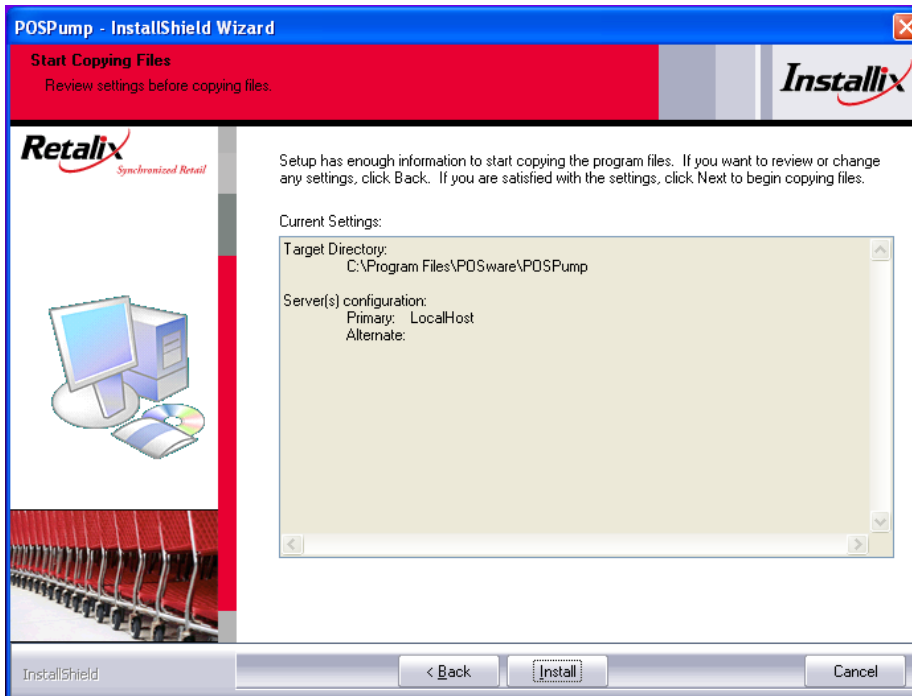 POSPump - InstallShield Wizard
Start Copying Files
Review settings before copying files.
Installix
Retalix
Synchronized Retail
Setup has enough information to start copying the program files. If you want to review or change
any settings, click Back. If you are satisfied with the settings, click Next to begin copying files.
Current Settings:
Target Directory:
C:\Program Files\POSware\POSPump
Server(s) configuration:
Primary: LocalHost
Alternate:
InstallShield
< Back
Install
Cancel